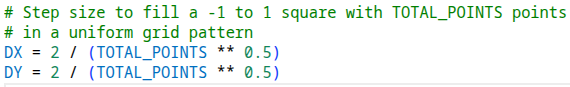 # Step size to fill a -1 to 1 square with TOTAL_POINTS points
# in a uniform grid pattern
DX = 2 / (TOTAL_POINTS ** 0.5)
DY = 2 / (TOTAL_POINTS ** 0.5)